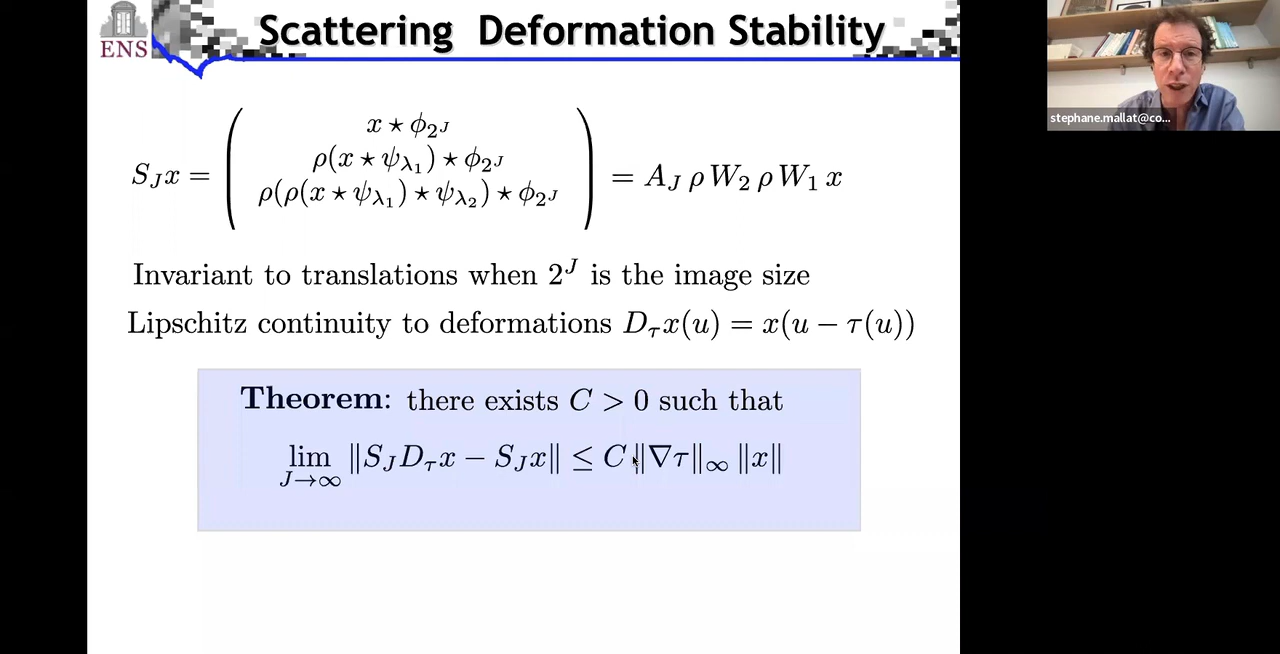 ENS
Scattering Deformation Stability
stephane.mallat@co...
x ⋆ ϕ_{2^J}
ρ(x ⋆ ψ_{λ_1}) ⋆ ϕ_{2^J}
S_J x = ( ) = A_J ρ W_2 ρ W_1 x
ρ(ρ(x ⋆ ψ_{λ_1}) ⋆ ψ_{λ_2}) ⋆ ϕ_{2^J}
Invariant to translations when 2^J is the image size
Lipschitz continuity to deformations D_τ x(u) = x(u − τ(u))
Theorem: there exists C > 0 such that
lim_{J→∞} ‖S_J D_τ x − S_J x‖ ≤ C ‖∇τ‖_∞ ‖x‖